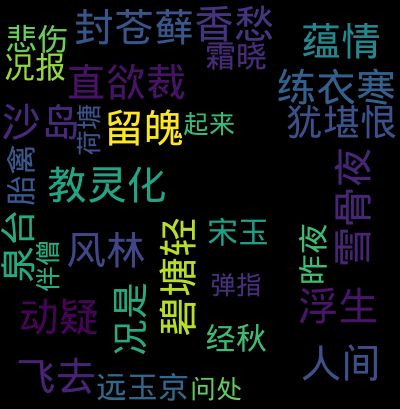 悲伤
封苍藓
香愁
蕴情
况报
霜晓
直欲裁
练衣寒
沙岛
荷塘
留魄
起来
犹堪恨
胎禽
教灵化
雪骨夜
泉台
伴僧
风林
碧塘轻
宋玉
昨夜
弹指
浮生
动疑
况是
经秋
人间
飞去
远玉京
问处